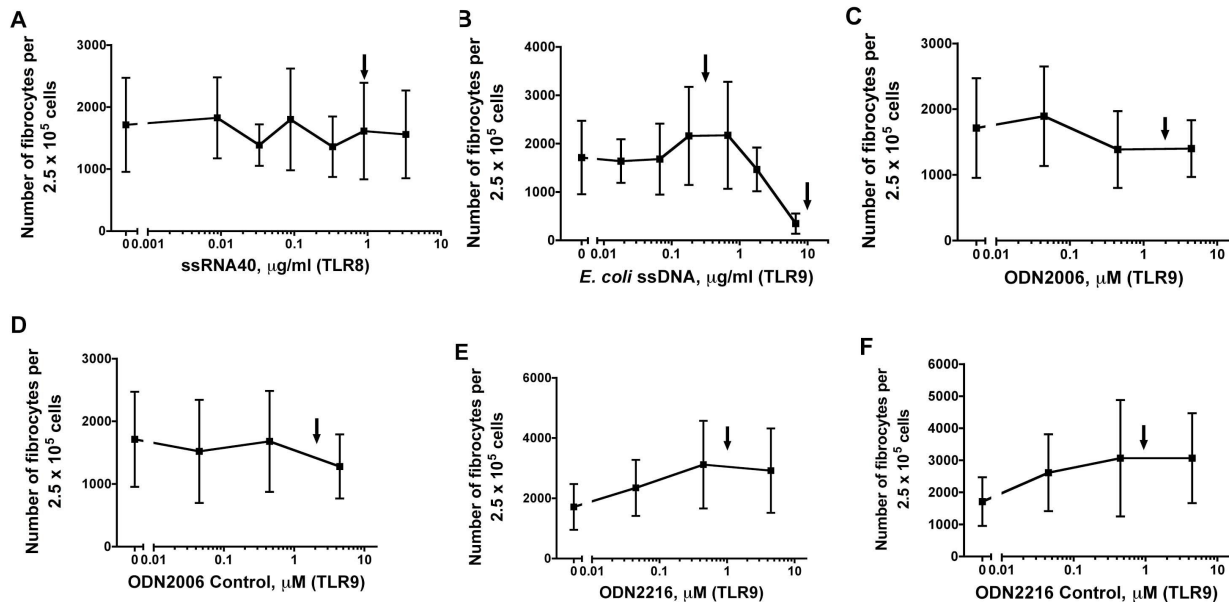 A
Number of fibrocytes per
2.5 x 10⁵ cells
3000
2000
1000
0
0 0.001 0.01 0.1 1 10
ssRNA40, μg/ml (TLR8)
B
Number of fibrocytes per
2.5 x 10⁵ cells
4000
3000
2000
1000
0
0 0.01 0.1 1 10
E. coli ssDNA, μg/ml (TLR9)
C
Number of fibrocytes per
2.5 x 10⁵ cells
3000
2000
1000
0
0 0.01 0.1 1 10
ODN2006, μM (TLR9)
D
Number of fibrocytes per
2.5 x 10⁵ cells
3000
2000
1000
0
0 0.01 0.1 1 10
ODN2006 Control, μM (TLR9)
E
Number of fibrocytes per
2.5 x 10⁵ cells
6000
4000
2000
0
0 0.01 0.1 1 10
ODN2216, μM (TLR9)
F
Number of fibrocytes per
2.5 x 10⁵ cells
6000
5000
4000
3000
2000
1000
0
0 0.01 0.1 1 10
ODN2216 Control, μM (TLR9)